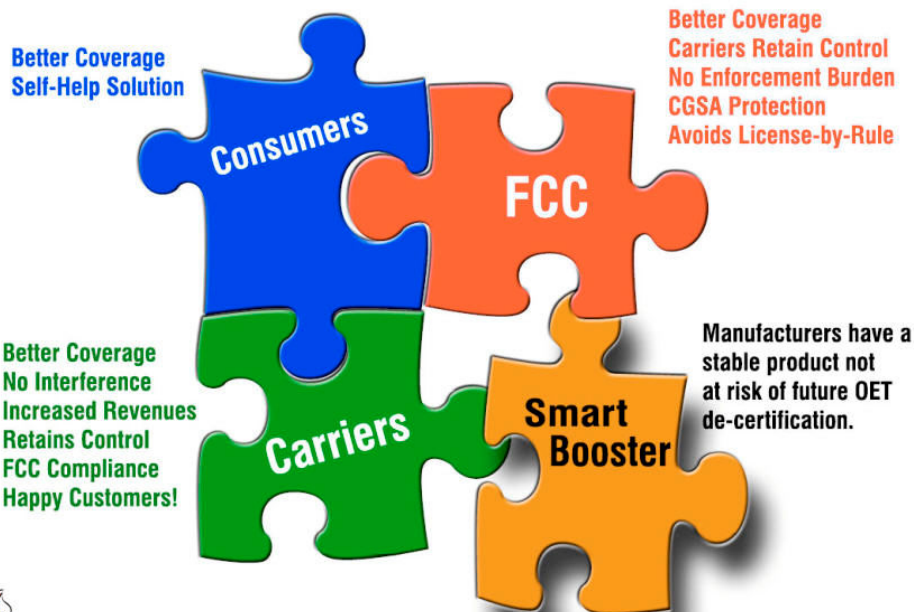 Better Coverage
Self-Help Solution
Better Coverage
Carriers Retain Control
No Enforcement Burden
CGSA Protection
Avoids License-by-Rule
Consumers
FCC
Better Coverage
No Interference
Increased Revenues
Retains Control
FCC Compliance
Happy Customers!
Carriers
Smart
Booster
Manufacturers have a
stable product not
at risk of future OET
de-certification.